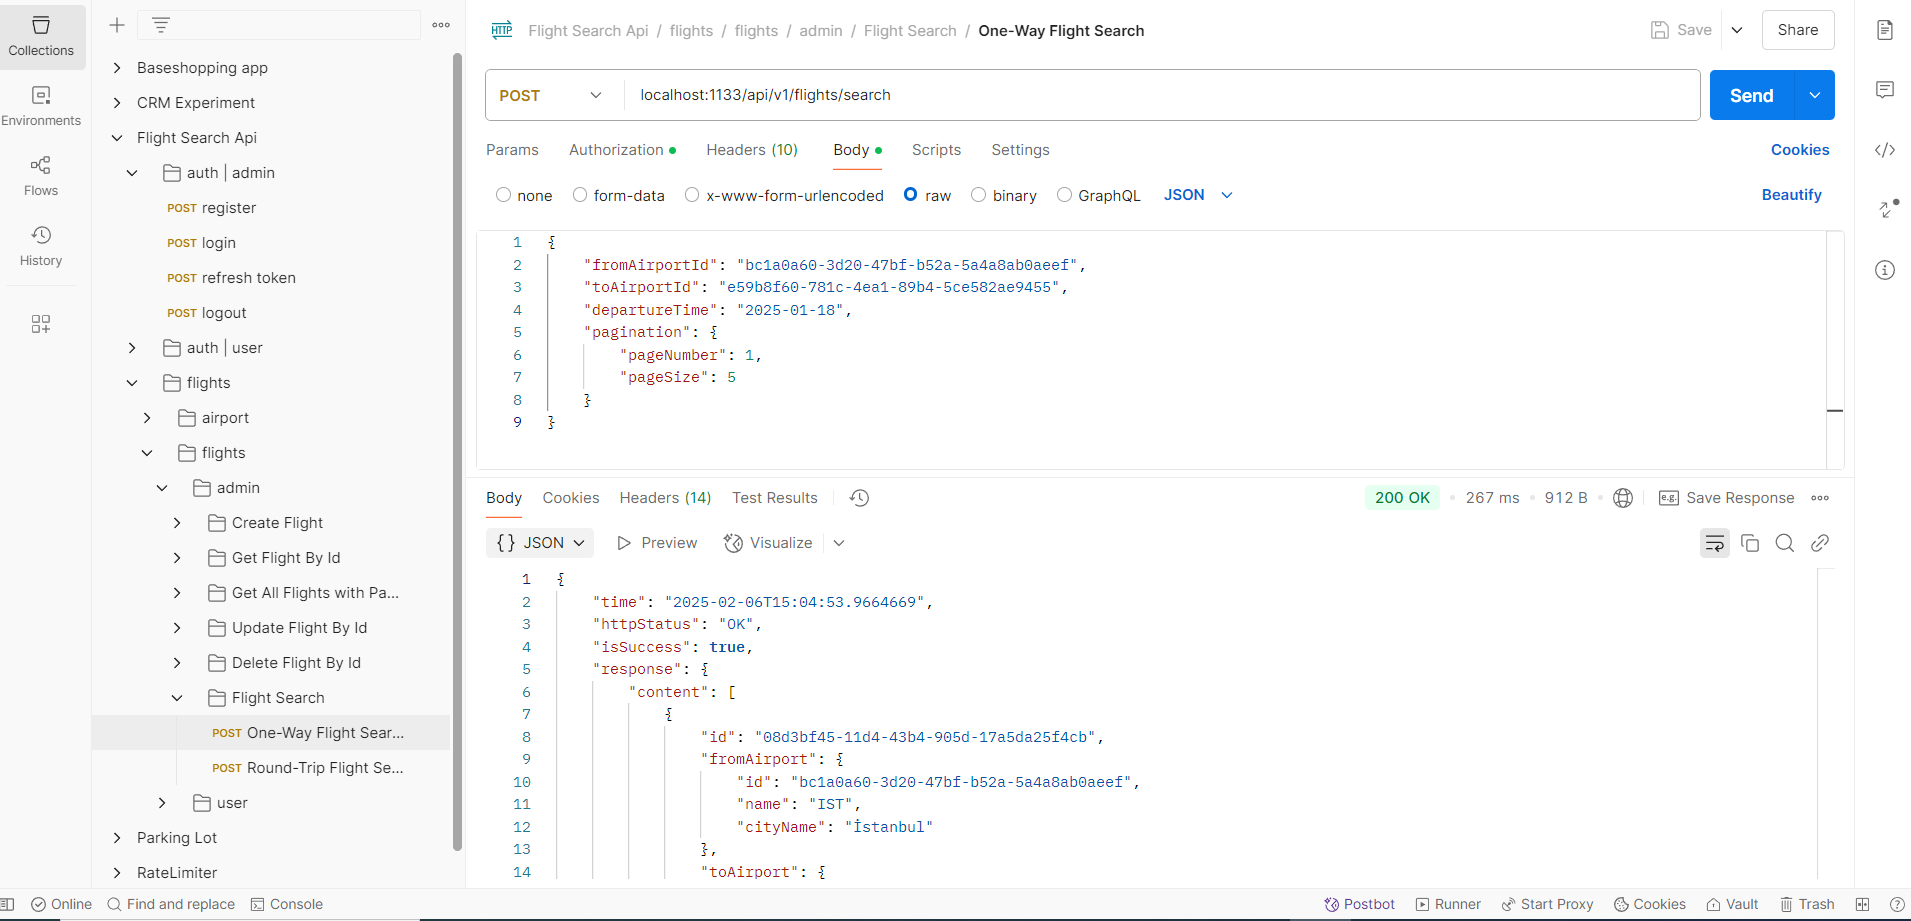 Collections
Environments
Flows
History
Baseshopping app
CRM Experiment
Flight Search Api
auth | admin
POST register
POST login
POST refresh token
POST logout
auth | user
flights
airport
flights
admin
Create Flight
Get Flight By Id
Get All Flights with Pa...
Update Flight By Id
Delete Flight By Id
Flight Search
POST One-Way Flight Sear...
POST Round-Trip Flight Se...
user
Parking Lot
RateLimiter
HTTP Flight Search Api / flights / flights / admin / Flight Search / One-Way Flight Search
Save Share
POST localhost:1133/api/v1/flights/search Send
Params Authorization Headers (10) Body Scripts Settings Cookies
none form-data x-www-form-urlencoded raw binary GraphQL JSON Beautify
1 {
2 "fromAirportId": "bc1a0a60-3d20-47bf-b52a-5a4a8ab0aeef",
3 "toAirportId": "e59b8f60-781c-4ea1-89b4-5ce582ae9455",
4 "departureTime": "2025-01-18",
5 "pagination": {
6 "pageNumber": 1,
7 "pageSize": 5
8 }
9 }
Body Cookies Headers (14) Test Results 200 OK 267 ms 912 B e.g. Save Response
{} JSON Preview Visualize
1 {
2 "time": "2025-02-06T15:04:53.9664669",
3 "httpStatus": "OK",
4 "isSuccess": true,
5 "response": {
6 "content": [
7 {
8 "id": "08d3bf45-11d4-43b4-905d-17a5da25f4cb",
9 "fromAirport": {
10 "id": "bc1a0a60-3d20-47bf-b52a-5a4a8ab0aeef",
11 "name": "IST",
12 "cityName": "İstanbul"
13 },
14 "toAirport": {
Online Find and replace Console Postbot Runner Start Proxy Cookies Vault Trash